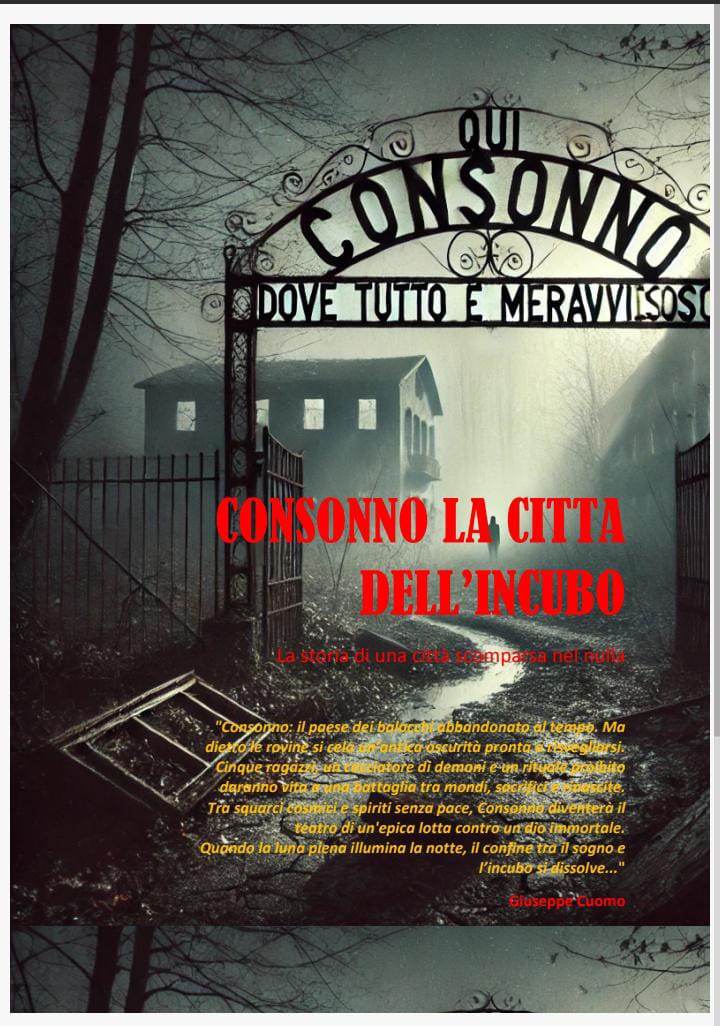 QUI
CONSONNO
DOVE TUTTO E MERAVVILSOSO
CONSONNO LA CITTA
DELL'INCUBO
La storia di una città scomparsa nel nulla
"Consonno: il paese dei balocchi abbandonato al tempo. Ma
dietro le rovine si cela un'antica oscurità pronta a risvegliarsi.
Cinque ragazzi, un cacciatore di demoni e un rituale proibito
daranno vita a una battaglia tra mondi, sacrifici e rinascite.
Tra squarci cosmici e spiriti senza pace, Consonno diventerà il
teatro di un'epica lotta contro un dio immortale.
Quando la luna piena illumina la notte, il confine tra il sogno e
l'incubo si dissolve..."
Giuseppe Cuomo